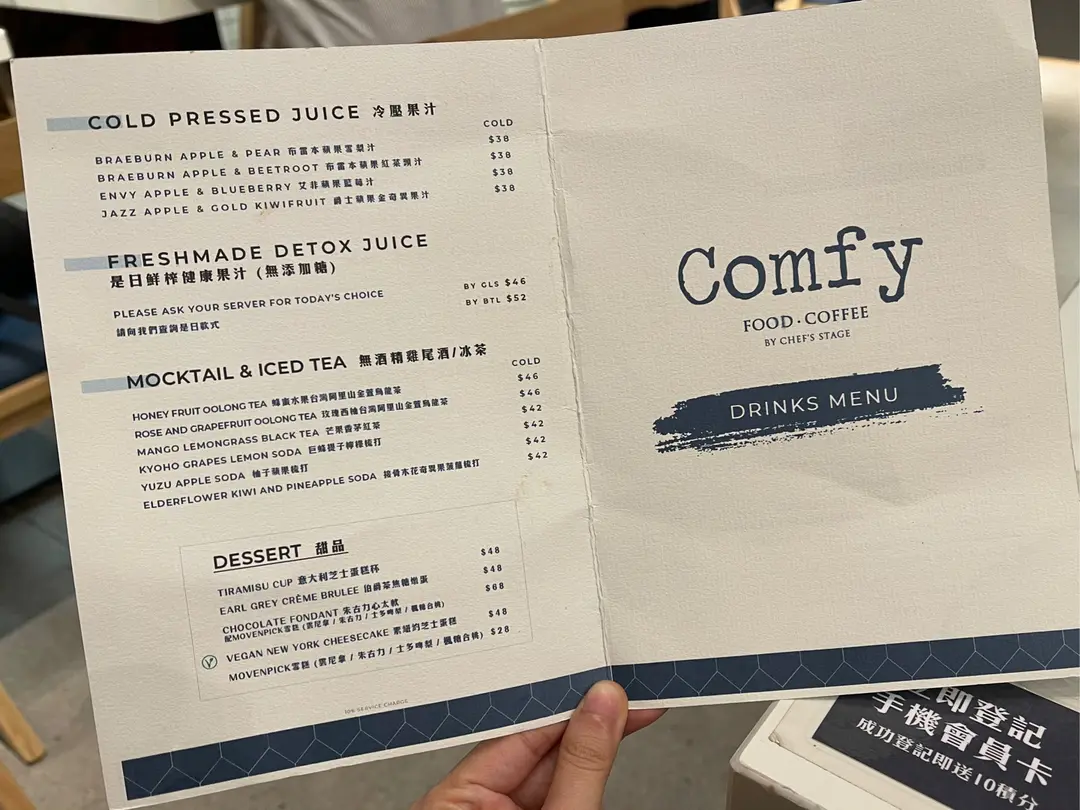 COLD PRESSED JUICE 冷壓果汁
COLD
BRAEBURN APPLE & PEAR 布雷本蘋果雪梨汁 $38
BRAEBURN APPLE & BEETROOT 布雷本蘋果紅菜頭汁 $38
ENVY APPLE & BLUEBERRY 艾菲蘋果藍莓汁 $38
JAZZ APPLE & GOLD KIWIFRUIT 爵士蘋果金奇異果汁 $38
FRESHMADE DETOX JUICE
是日鮮榨健康果汁 (無添加糖)
PLEASE ASK YOUR SERVER FOR TODAY'S CHOICE BY GLS $46
請向我們查詢是日款式 BY BTL $52
MOCKTAIL & ICED TEA 無酒精雞尾酒/冰茶
COLD
HONEY FRUIT OOLONG TEA 蜂蜜水果台灣阿里山金萱烏龍茶 $46
ROSE AND GRAPEFRUIT OOLONG TEA 玫瑰西柚台灣阿里山金萱烏龍茶 $46
MANGO LEMONGRASS BLACK TEA 芒果香茅紅茶 $42
KYOHO GRAPES LEMON SODA 巨峰提子檸檬梳打 $42
YUZU APPLE SODA 柚子蘋果梳打 $42
ELDERFLOWER KIWI AND PINEAPPLE SODA 接骨木花奇異果菠蘿梳打 $42
DESSERT 甜品
TIRAMISU CUP 意大利芝士蛋糕杯 $48
EARL GREY CRÈME BRULEE 伯爵茶焦糖燉蛋 $48
CHOCOLATE FONDANT 朱古力心太軟 $68
配MOVENPICK雪糕 (雲尼拿 / 朱古力 / 士多啤梨 / 楓糖合桃)
VEGAN NEW YORK CHEESECAKE 素紐約芝士蛋糕 $48
MOVENPICK雪糕 (雲尼拿 / 朱古力 / 士多啤梨 / 楓糖合桃) $28
10% SERVICE CHARGE
Comfy
FOOD · COFFEE
BY CHEF'S STAGE
DRINKS MENU
即登記
手機會員卡
成功登記即送10積分